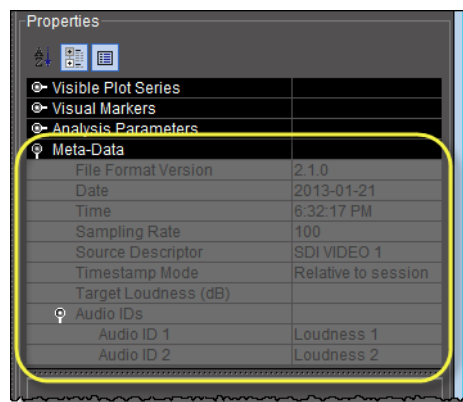 Properties
Visible Plot Series
Visual Markers
Analysis Parameters
Meta-Data
File Format Version 2.1.0
Date 2013-01-21
Time 6:32:17 PM
Sampling Rate 100
Source Descriptor SDI VIDEO 1
Timestamp Mode Relative to session
Target Loudness (dB)
Audio IDs
Audio ID 1 Loudness 1
Audio ID 2 Loudness 2